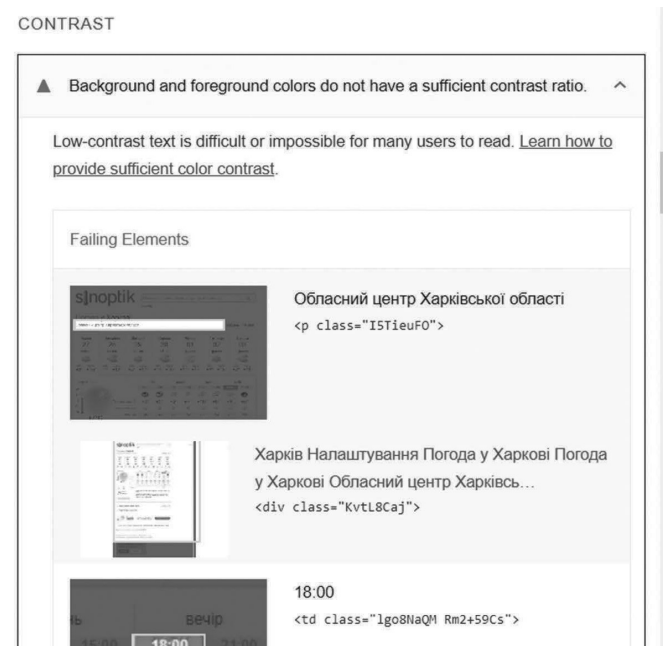 CONTRAST
Background and foreground colors do not have a sufficient contrast ratio.
Low-contrast text is difficult or impossible for many users to read. Learn how to
provide sufficient color contrast.
Failing Elements
sinoptik
Обласний центр Харківської області
<p class="I5TieuFO">
Харків Налаштування Погода у Харкові Погода
у Харкові Обласний центр Харківсь...
<div class="KvtL8Caj">
18:00
<td class="lgo8NaQM Rm2+59Cs">
вечір
18:00 21:00